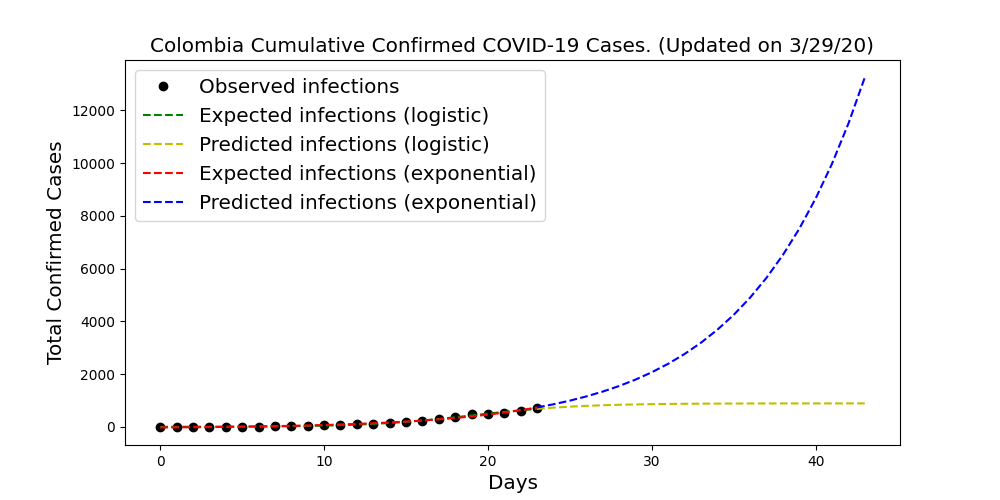 Colombia Cumulative Confirmed COVID-19 Cases. (Updated on 3/29/20)
Observed infections
Expected infections (logistic)
Predicted infections (logistic)
Expected infections (exponential)
Predicted infections (exponential)
Total Confirmed Cases
12000
10000
8000
6000
4000
2000
0
0 10 20 30 40
Days